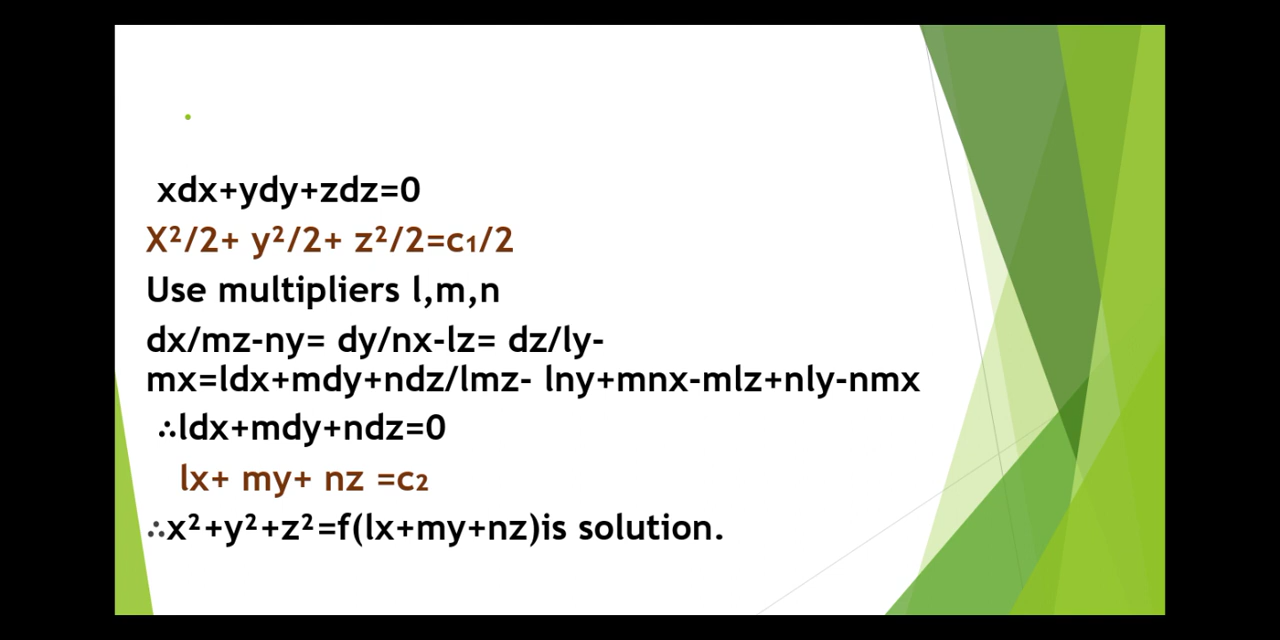 xdx+ydy+zdz=0
X²/2+ y²/2+ z²/2=c₁/2
Use multipliers l,m,n
dx/mz-ny= dy/nx-lz= dz/ly-
mx=ldx+mdy+ndz/lmz- lny+mnx-mlz+nly-nmx
∴ldx+mdy+ndz=0
lx+ my+ nz =c₂
∴x²+y²+z²=f(lx+my+nz)is solution.